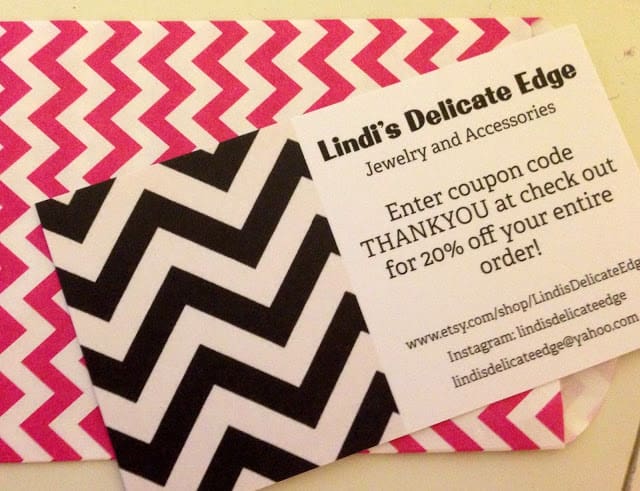 Lindi's Delicate Edge
Jewelry and Accessories
Enter coupon code
THANKYOU at check out
for 20% off your entire
order!
www.etsy.com/shop/LindisDelicateEdg
Instagram: lindisdelicateedge
lindisdelicateedge@yahoo.com